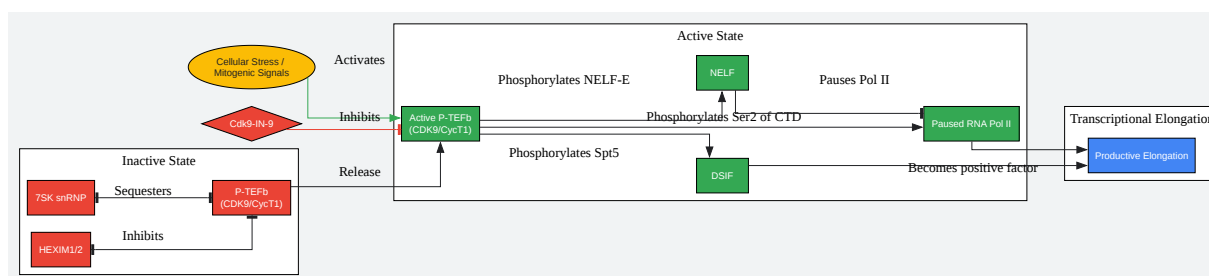 Active State
Cellular Stress /
Mitogenic Signals
Activates
NELF
Phosphorylates NELF-E
Pauses Pol II
Cdk9-IN-9
Inhibits
Active P-TEFb
(CDK9/CycT1)
Phosphorylates Ser2 of CTD
Paused RNA Pol II
Transcriptional Elongation
Productive Elongation
Phosphorylates Spt5
Becomes positive factor
DSIF
Inactive State
Release
7SK snRNP
Sequesters
P-TEFb
(CDK9/CycT1)
HEXIM1/2
Inhibits